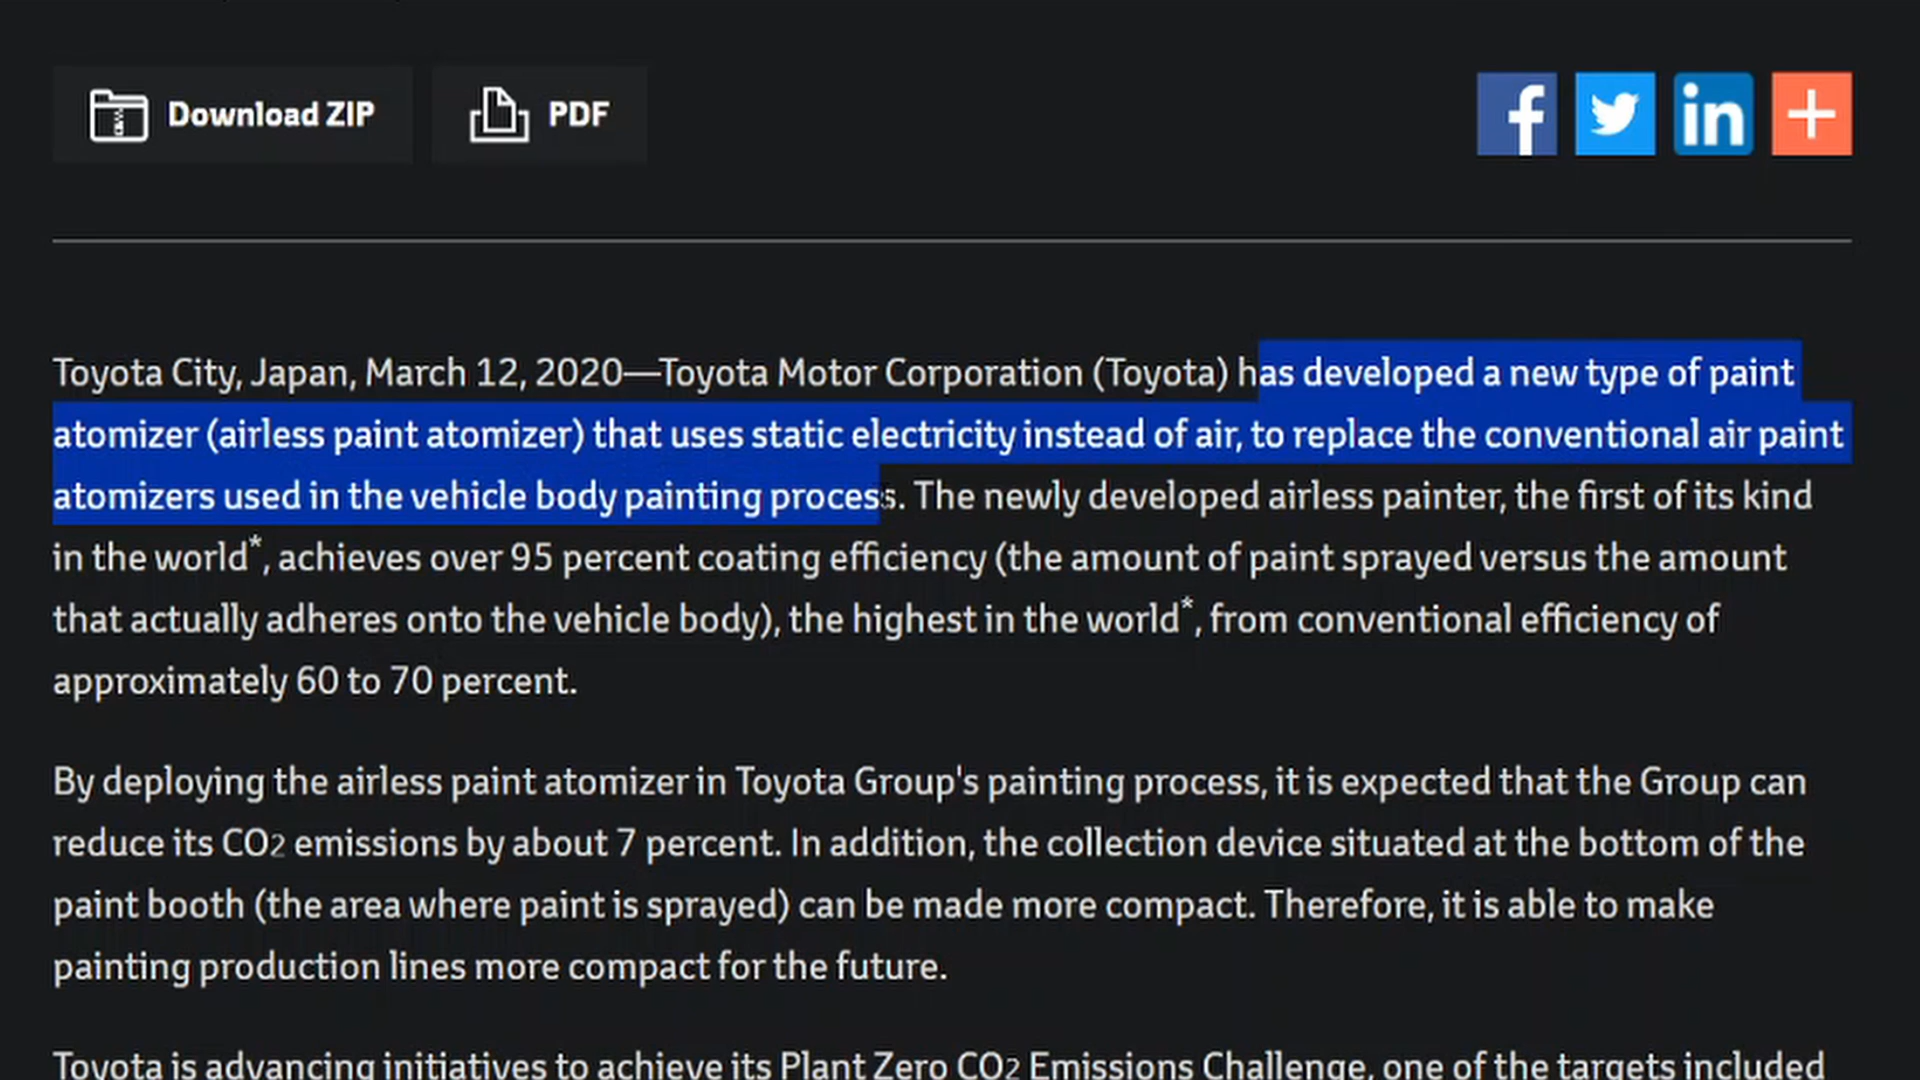 Download ZIP
PDF
Toyota City, Japan, March 12, 2020—Toyota Motor Corporation (Toyota) has developed a new type of paint
atomizer (airless paint atomizer) that uses static electricity instead of air, to replace the conventional air paint
atomizers used in the vehicle body painting process. The newly developed airless painter, the first of its kind
in the world*, achieves over 95 percent coating efficiency (the amount of paint sprayed versus the amount
that actually adheres onto the vehicle body), the highest in the world*, from conventional efficiency of
approximately 60 to 70 percent.
By deploying the airless paint atomizer in Toyota Group's painting process, it is expected that the Group can
reduce its CO2 emissions by about 7 percent. In addition, the collection device situated at the bottom of the
paint booth (the area where paint is sprayed) can be made more compact. Therefore, it is able to make
painting production lines more compact for the future.
Toyota is advancing initiatives to achieve its Plant Zero CO2 Emissions Challenge, one of the targets included